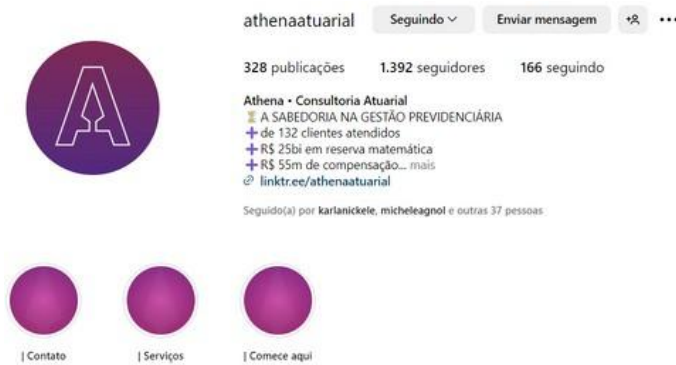 athenaatuarial Seguindo Enviar mensagem
328 publicações 1.392 seguidores 166 seguindo
Athena • Consultoria Atuarial
⏳ A SABEDORIA NA GESTÃO PREVIDENCIÁRIA
➕ de 132 clientes atendidos
➕ R$ 25bi em reserva matemática
➕ R$ 55m de compensação... mais
linktr.ee/athenaatuarial
Seguido(a) por karlanickele, micheleagnol e outras 37 pessoas
A
| Contato | Serviços | Comece aqui